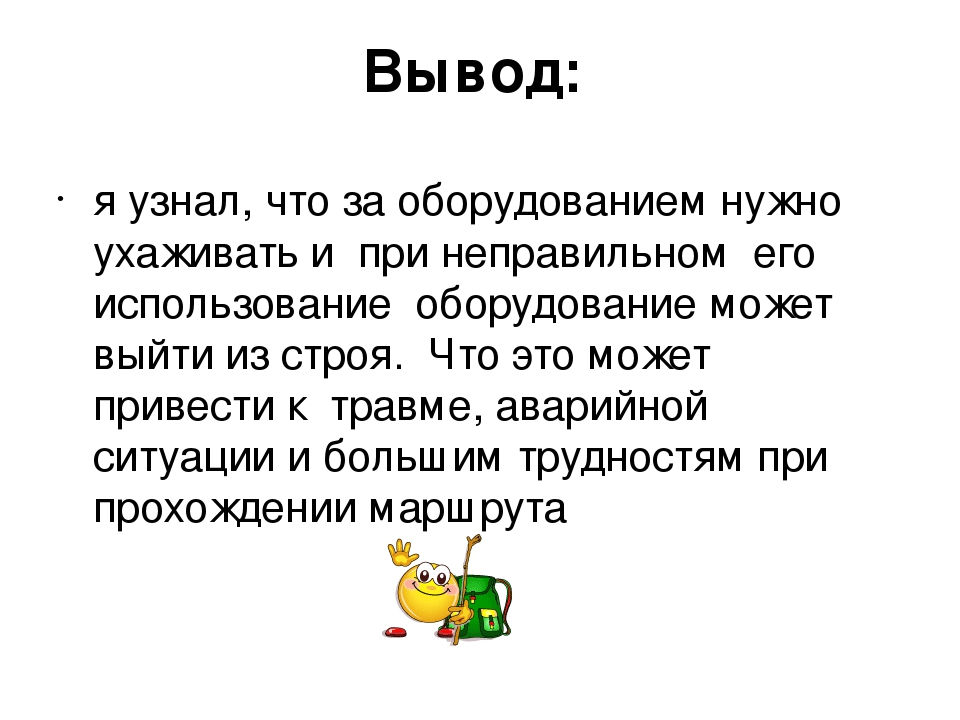 Вывод:
· я узнал, что за оборудованием нужно
ухаживать и при неправильном его
использование оборудование может
выйти из строя. Что это может
привести к травме, аварийной
ситуации и большим трудностям при
прохождении маршрута